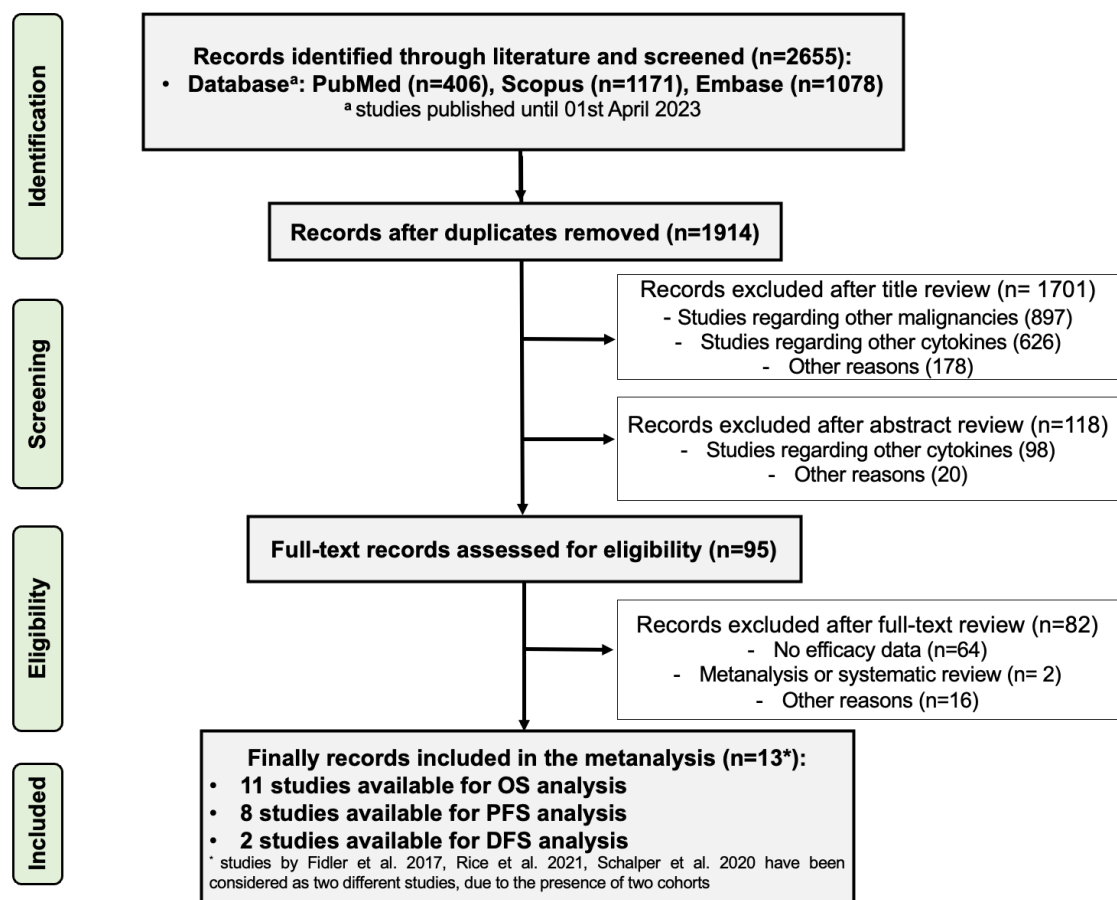 Identification
Records identified through literature and screened (n=2655):
• Databaseª: PubMed (n=406), Scopus (n=1171), Embase (n=1078)
ª studies published until 01st April 2023
Records after duplicates removed (n=1914)
Screening
Records excluded after title review (n= 1701)
- Studies regarding other malignancies (897)
- Studies regarding other cytokines (626)
- Other reasons (178)
Records excluded after abstract review (n=118)
- Studies regarding other cytokines (98)
- Other reasons (20)
Eligibility
Full-text records assessed for eligibility (n=95)
Records excluded after full-text review (n=82)
- No efficacy data (n=64)
- Metanalysis or systematic review (n= 2)
- Other reasons (n=16)
Included
Finally records included in the metanalysis (n=13*):
• 11 studies available for OS analysis
• 8 studies available for PFS analysis
• 2 studies available for DFS analysis
* studies by Fidler et al. 2017, Rice et al. 2021, Schalper et al. 2020 have been
considered as two different studies, due to the presence of two cohorts